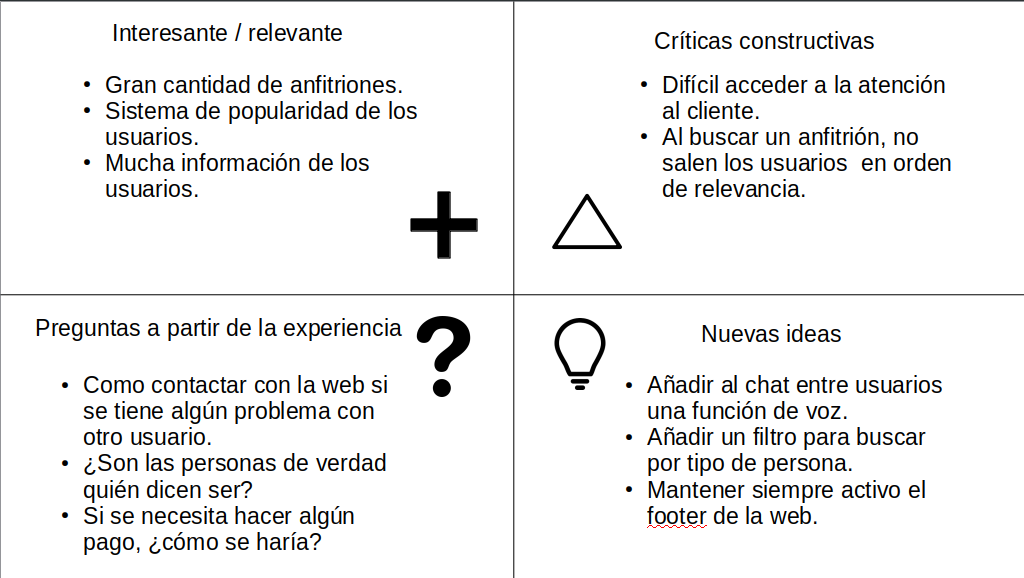 Interesante / relevante
• Gran cantidad de anfitriones.
• Sistema de popularidad de los
usuarios.
• Mucha información de los
usuarios.
Críticas constructivas
• Difícil acceder a la atención
al cliente.
• Al buscar un anfitrión, no
salen los usuarios  en orden
de relevancia.
Preguntas a partir de la experiencia
• Como contactar con la web si
se tiene algún problema con
otro usuario.
• ¿Son las personas de verdad
quién dicen ser?
• Si se necesita hacer algún
pago, ¿cómo se haría?
Nuevas ideas
• Añadir al chat entre usuarios
una función de voz.
• Añadir un filtro para buscar
por tipo de persona.
• Mantener siempre activo el
footer de la web.